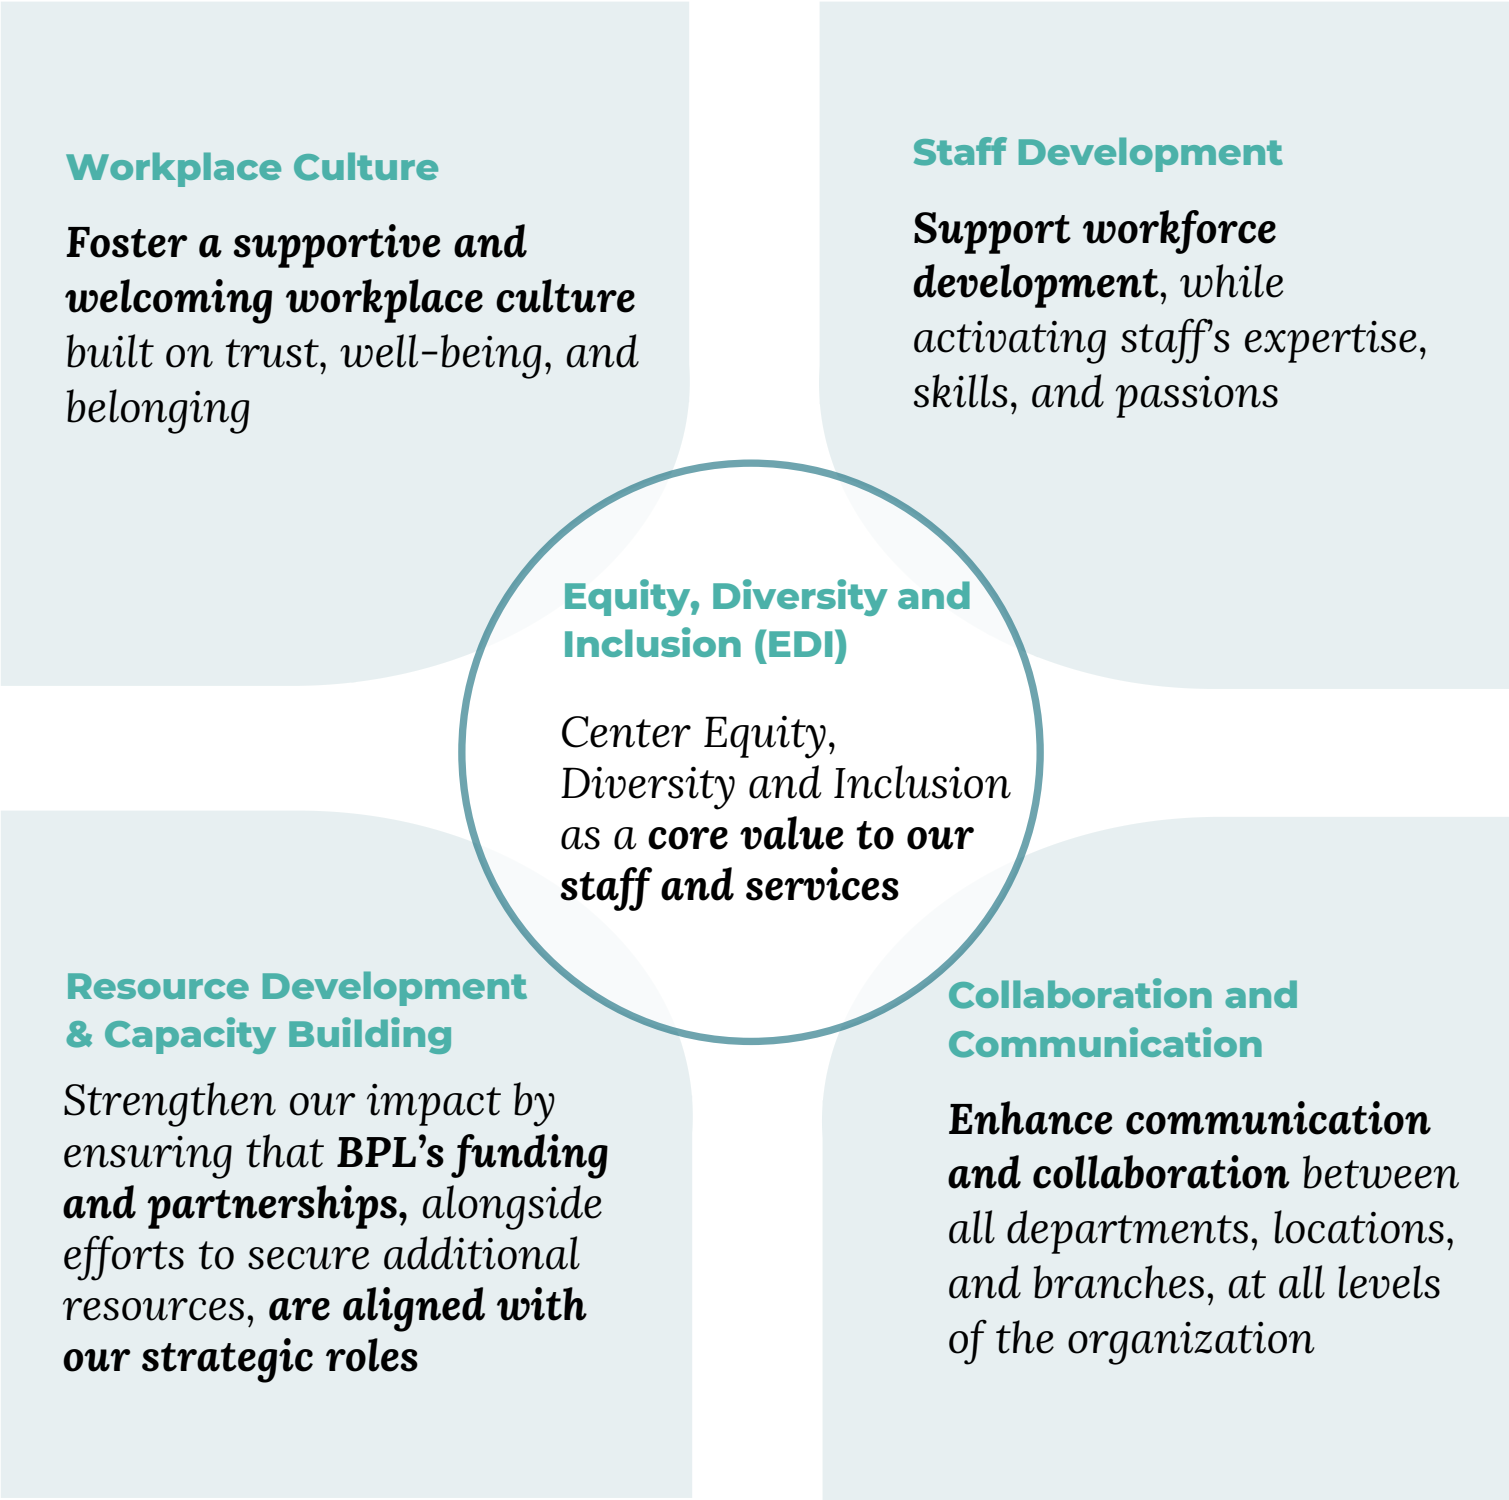 Workplace Culture
Foster a supportive and
welcoming workplace culture
built on trust, well-being, and
belonging
Staff Development
Support workforce
development, while
activating staff’s expertise,
skills, and passions
Equity, Diversity and
Inclusion (EDI)
Center Equity,
Diversity and Inclusion
as a core value to our
staff and services
Resource Development
& Capacity Building
Strengthen our impact by
ensuring that BPL’s funding
and partnerships, alongside
efforts to secure additional
resources, are aligned with
our strategic roles
Collaboration and
Communication
Enhance communication
and collaboration between
all departments, locations,
and branches, at all levels
of the organization